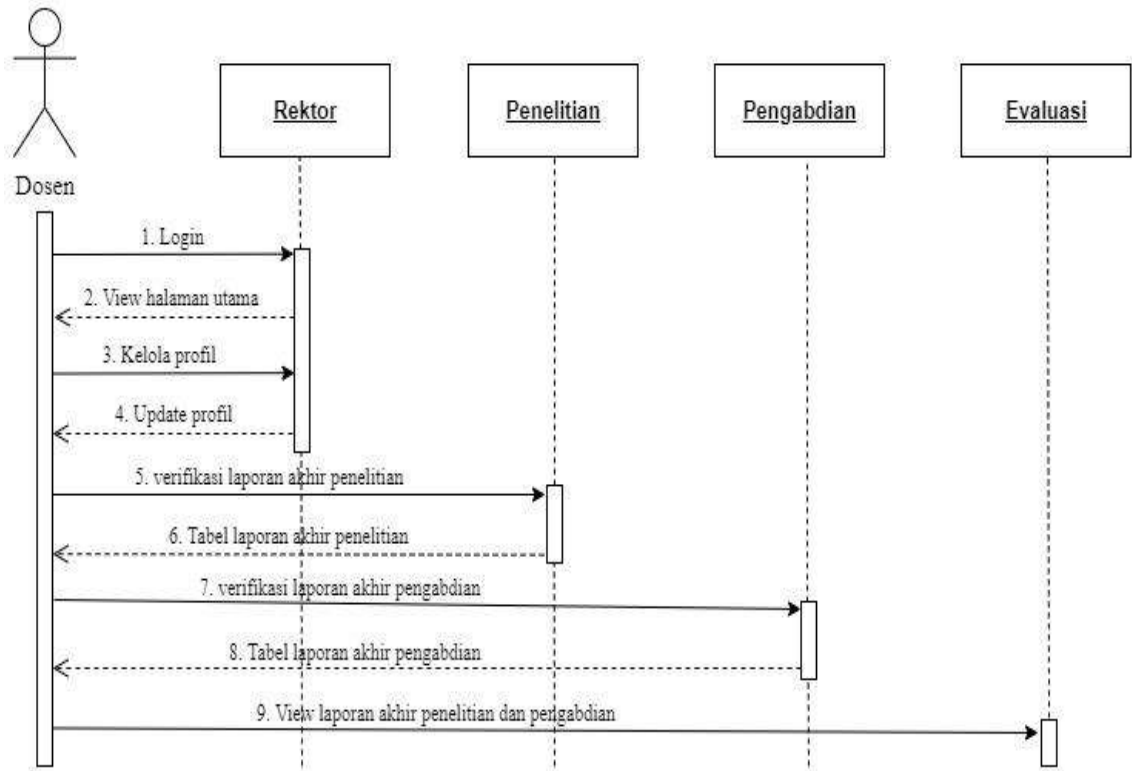 Rektor
Penelitian
Pengabdian
Evaluasi
Dosen
1. Login
2. View halaman utama
3. Kelola profil
4. Update profil
5. verifikasi laporan akhir penelitian
6. Tabel laporan akhir penelitian
7. verifikasi laporan akhir pengabdian
8. Tabel laporan akhir pengabdian
9. View laporan akhir penelitian dan pengabdian